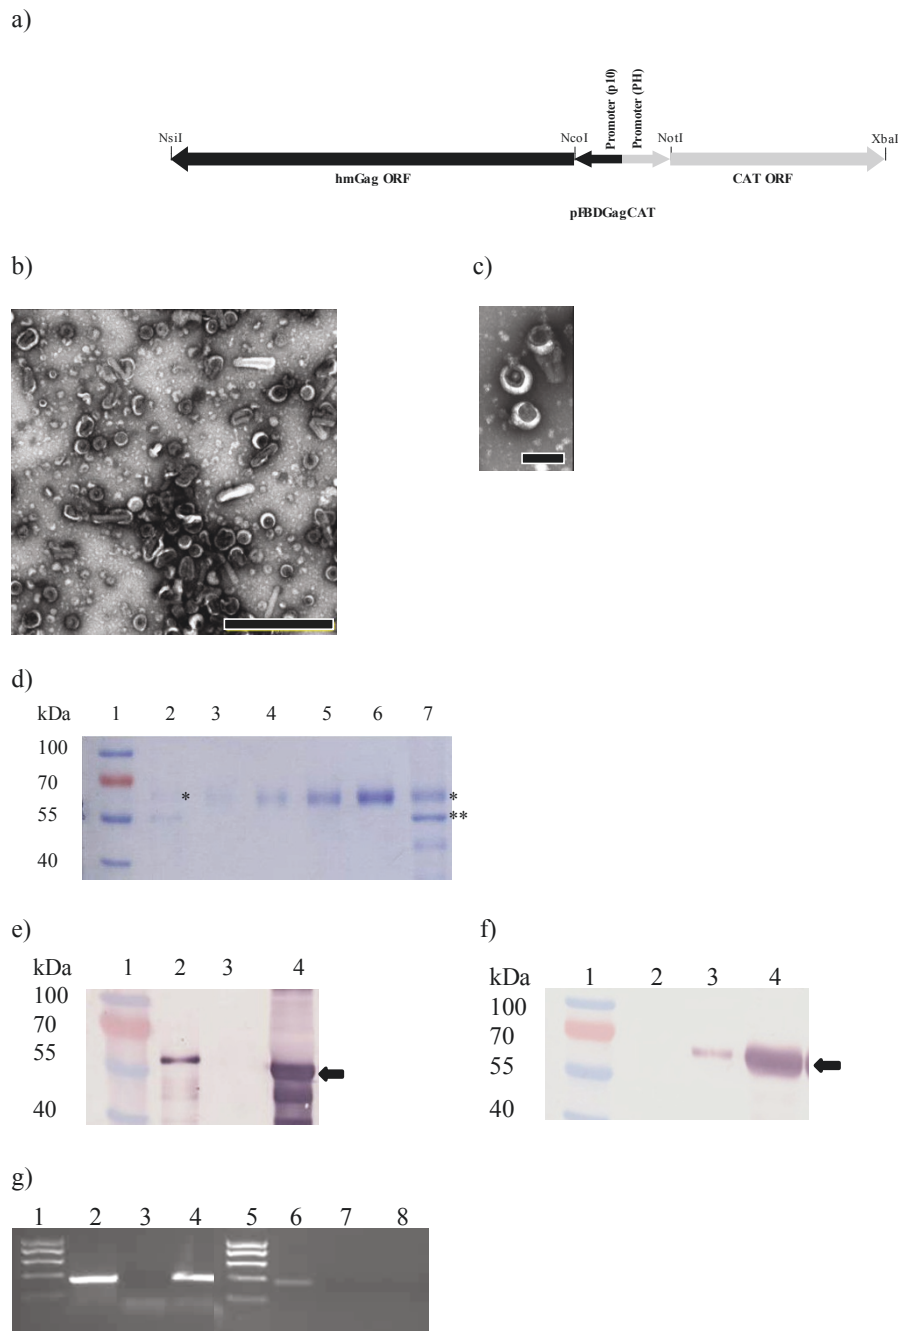 a)
Promoter (p10)
Promoter (PH)
NsiI
NcoI
NotI
XbaI
hmGag ORF
CAT ORF
pFBDGagCAT
b)
c)
d)
kDa 1 2 3 4 5 6 7
100
70
*
*
55
**
40
e)
kDa 1 2 3 4
100
70
55
40
f)
kDa 1 2 3 4
100
70
55
40
g)
1 2 3 4 5 6 7 8